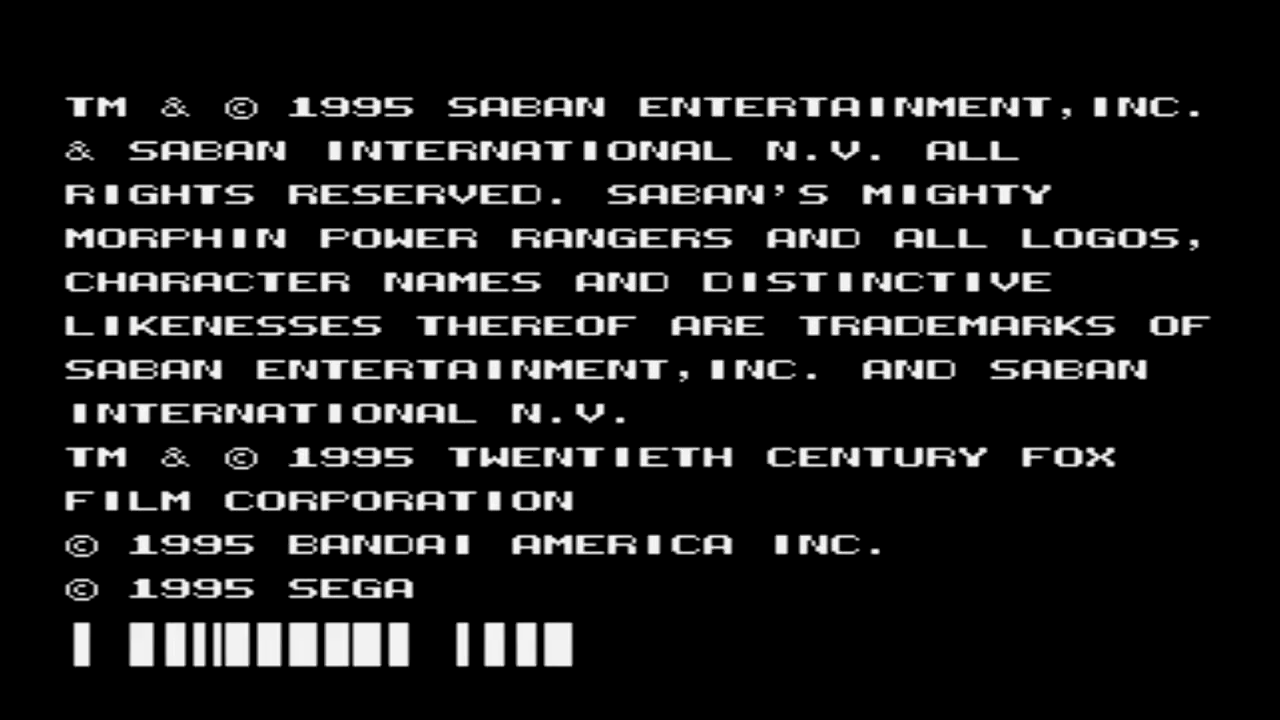 TM & © 1995 SABAN ENTERTAINMENT,INC.
& SABAN INTERNATIONAL N.V. ALL
RIGHTS RESERVED. SABAN'S MIGHTY
MORPHIN POWER RANGERS AND ALL LOGOS,
CHARACTER NAMES AND DISTINCTIVE
LIKENESSES THEREOF ARE TRADEMARKS OF
SABAN ENTERTAINMENT,INC. AND SABAN
INTERNATIONAL N.V.
TM & © 1995 TWENTIETH CENTURY FOX
FILM CORPORATION
© 1995 BANDAI AMERICA INC.
© 1995 SEGA